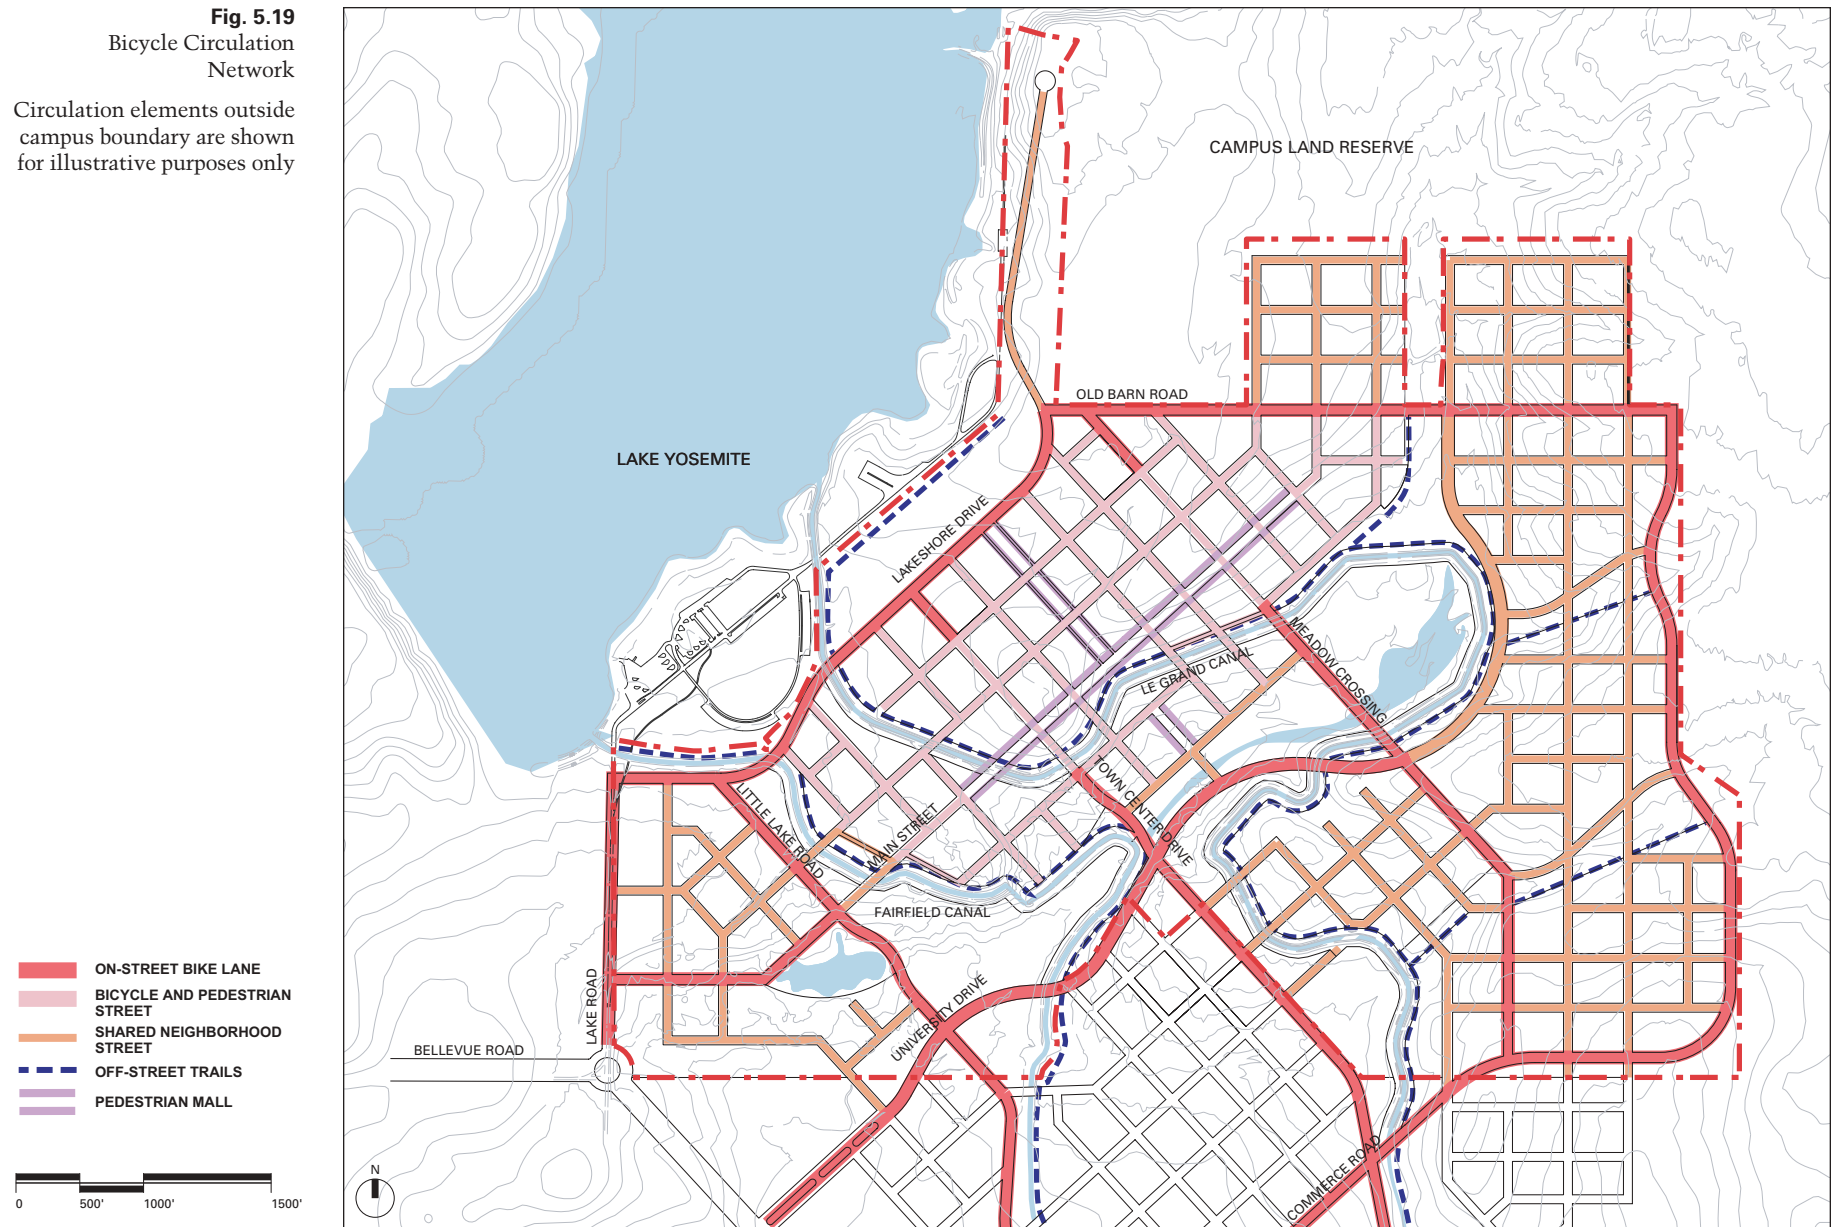 Fig. 5.19
Bicycle Circulation
Network
Circulation elements outside
campus boundary are shown
for illustrative purposes only
CAMPUS LAND RESERVE
OLD BARN ROAD
LAKE YOSEMITE
LAKESHORE DRIVE
MEADOW CROSSING
LE GRAND CANAL
TOWN CENTER DRIVE
LITTLE LAKE ROAD
MAIN STREET
FAIRFIELD CANAL
UNIVERSITY DRIVE
LAKE ROAD
BELLEVUE ROAD
COMMERCE ROAD
ON-STREET BIKE LANE
BICYCLE AND PEDESTRIAN
STREET
SHARED NEIGHBORHOOD
STREET
OFF-STREET TRAILS
PEDESTRIAN MALL
0 500' 1000' 1500'
N